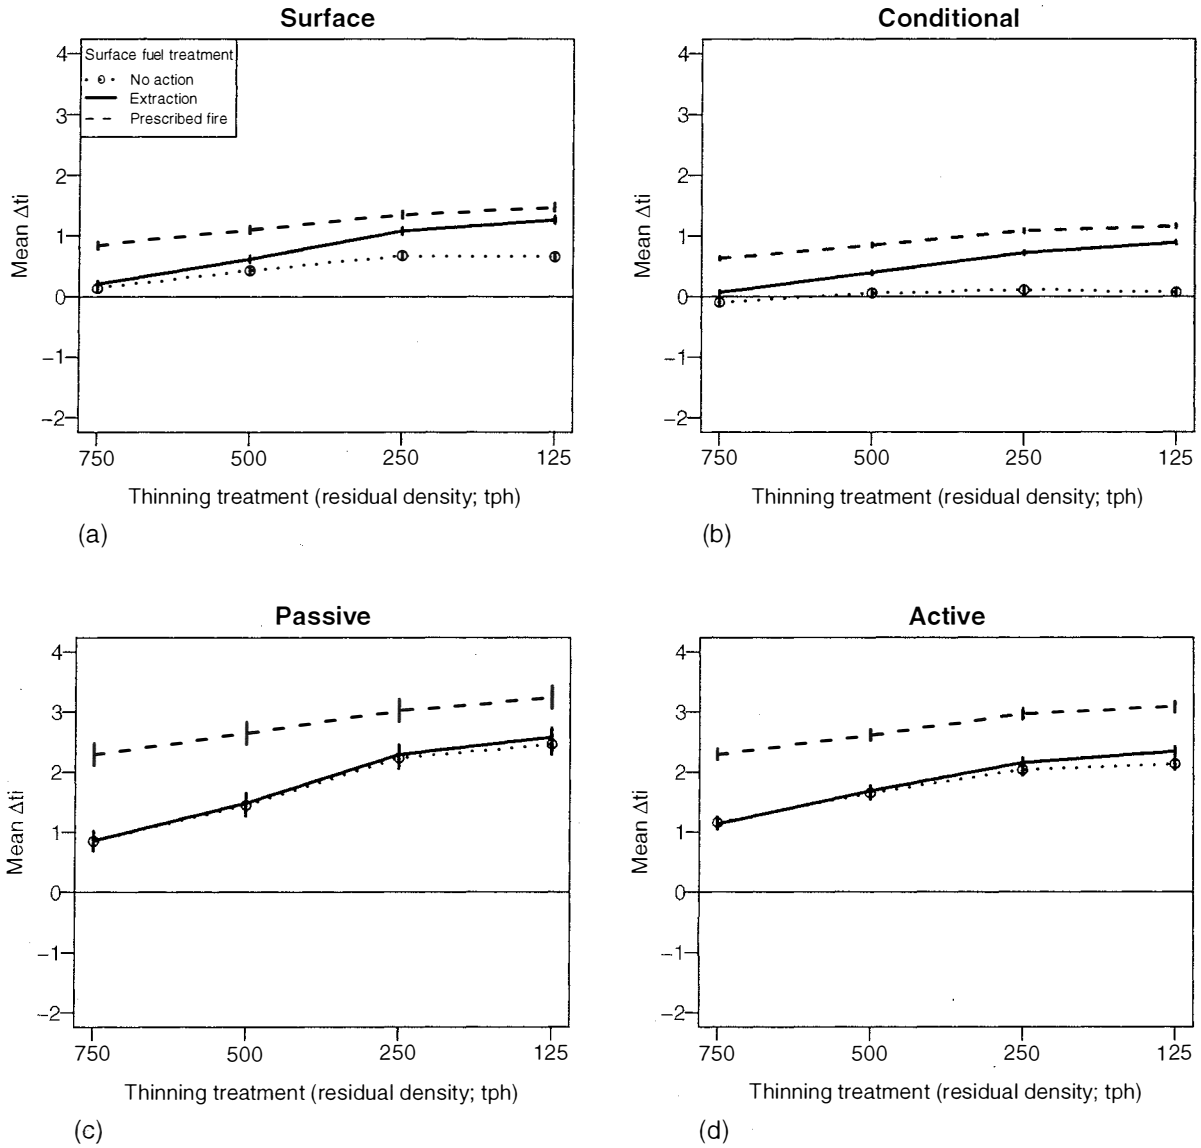 Surface
Surface fuel treatment
No action
Extraction
Prescribed fire
4
3
2
1
0
−1
−2
Mean Δti
750 500 250 125
Thinning treatment (residual density; tph)
(a)
Conditional
4
3
2
1
0
−1
−2
Mean Δti
750 500 250 125
Thinning treatment (residual density; tph)
(b)
Passive
4
3
2
1
0
−1
−2
Mean Δti
750 500 250 125
Thinning treatment (residual density; tph)
(c)
Active
4
3
2
1
0
−1
−2
Mean Δti
750 500 250 125
Thinning treatment (residual density; tph)
(d)